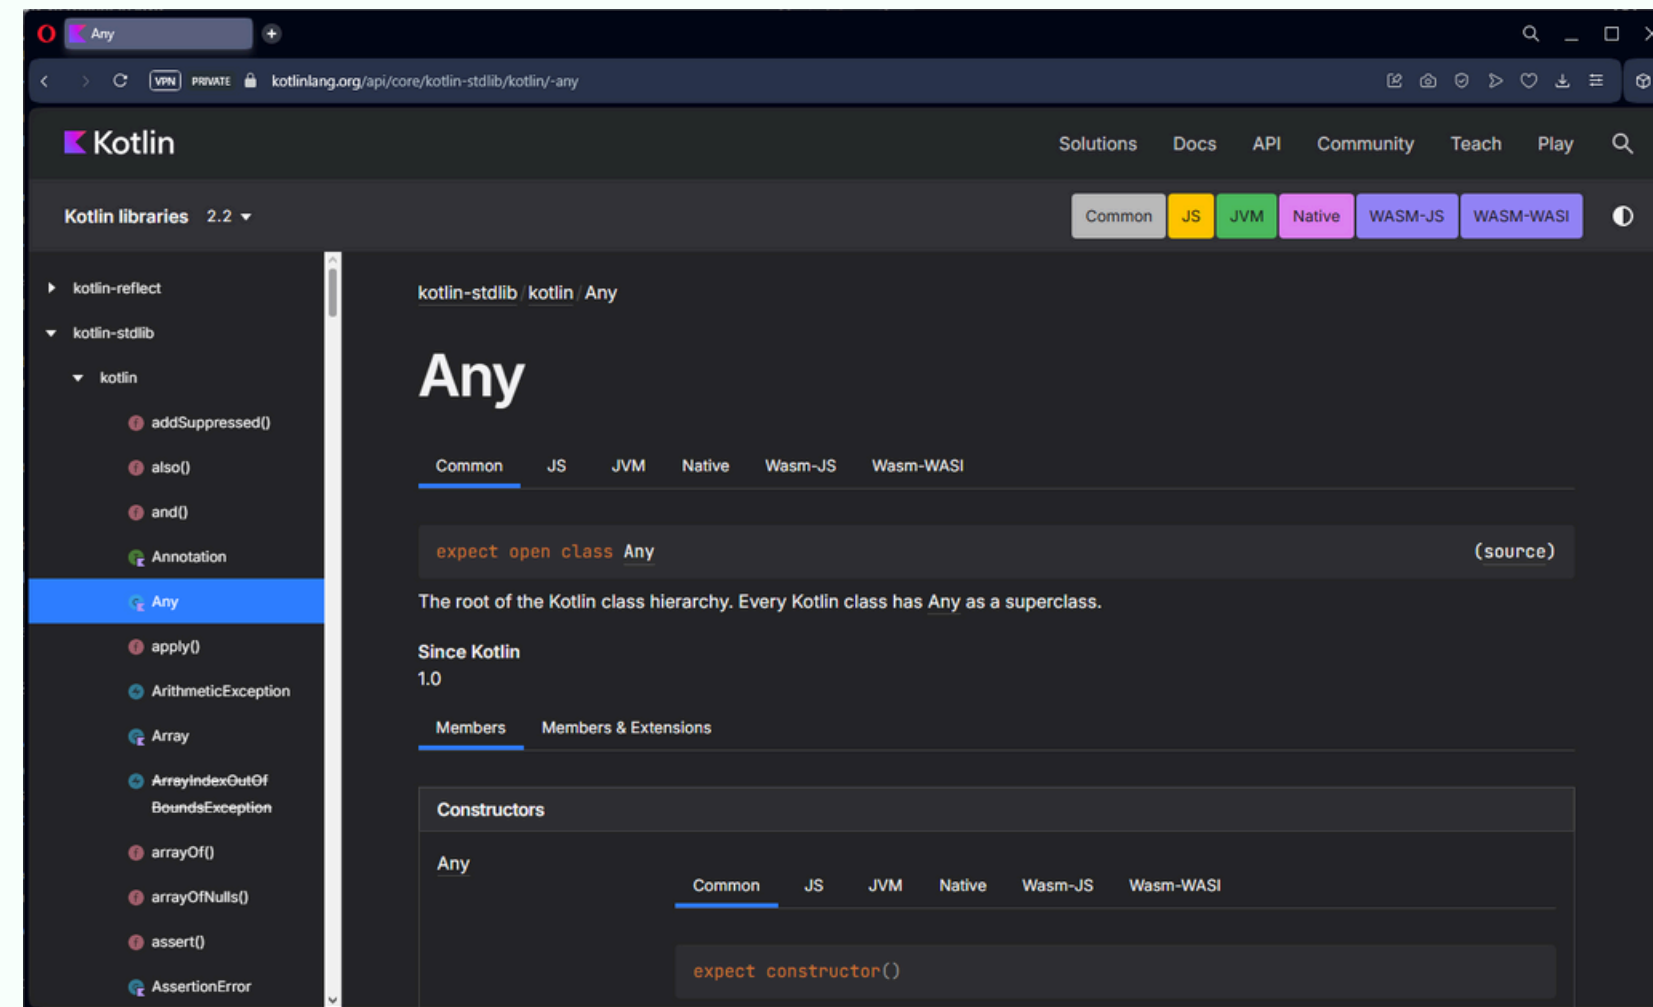 Any
VPN PRIVATE kotlinlang.org/api/core/kotlin-stdlib/kotlin/-any
Kotlin
Solutions Docs API Community Teach Play
Kotlin libraries 2.2
Common JS JVM Native WASM-JS WASM-WASI
kotlin-reflect
kotlin-stdlib
kotlin
addSuppressed()
also()
and()
Annotation
Any
apply()
ArithmeticException
Array
ArrayIndexOutOf
BoundsException
arrayOf()
arrayOfNulls()
assert()
AssertionError
kotlin-stdlib/kotlin/Any
Any
Common JS JVM Native Wasm-JS Wasm-WASI
expect open class Any (source)
The root of the Kotlin class hierarchy. Every Kotlin class has Any as a superclass.
Since Kotlin
1.0
Members Members & Extensions
Constructors
Any
Common JS JVM Native Wasm-JS Wasm-WASI
expect constructor()